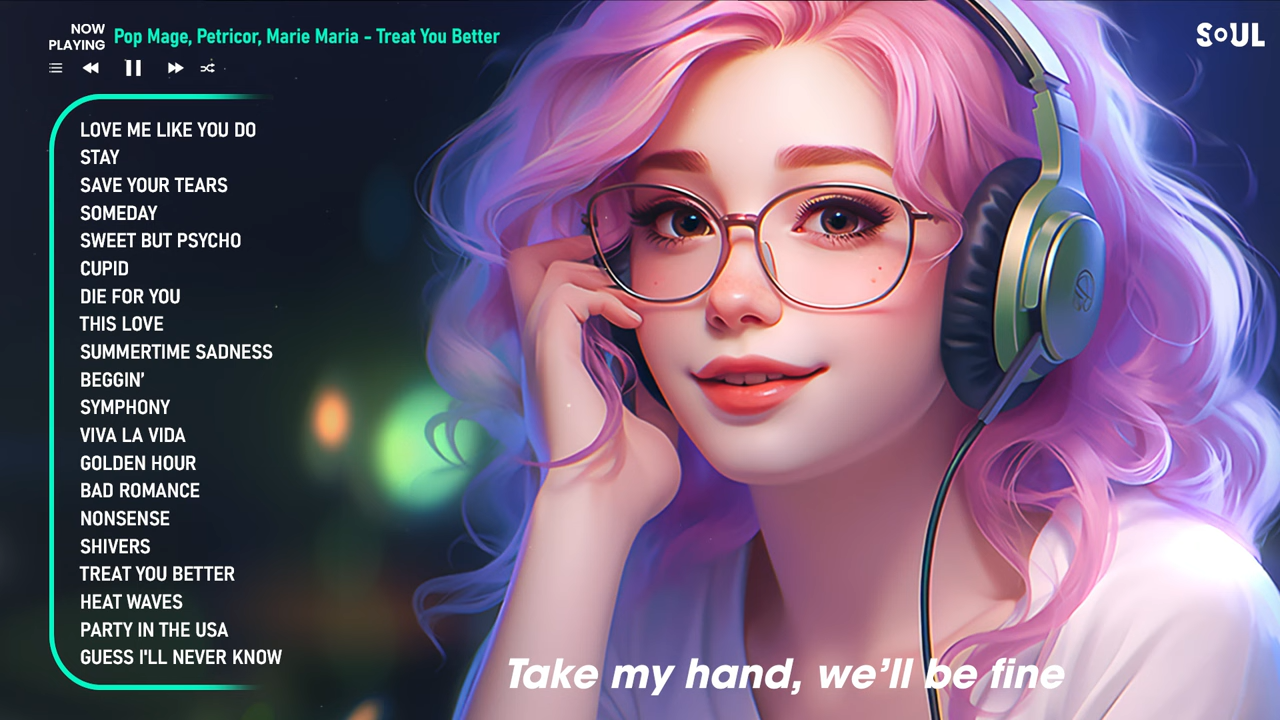 NOW
PLAYING
Pop Mage, Petricor, Marie Maria - Treat You Better
SOUL
LOVE ME LIKE YOU DO
STAY
SAVE YOUR TEARS
SOMEDAY
SWEET BUT PSYCHO
CUPID
DIE FOR YOU
THIS LOVE
SUMMERTIME SADNESS
BEGGIN'
SYMPHONY
VIVA LA VIDA
GOLDEN HOUR
BAD ROMANCE
NONSENSE
SHIVERS
TREAT YOU BETTER
HEAT WAVES
PARTY IN THE USA
GUESS I'LL NEVER KNOW
Take my hand, we’ll be fine